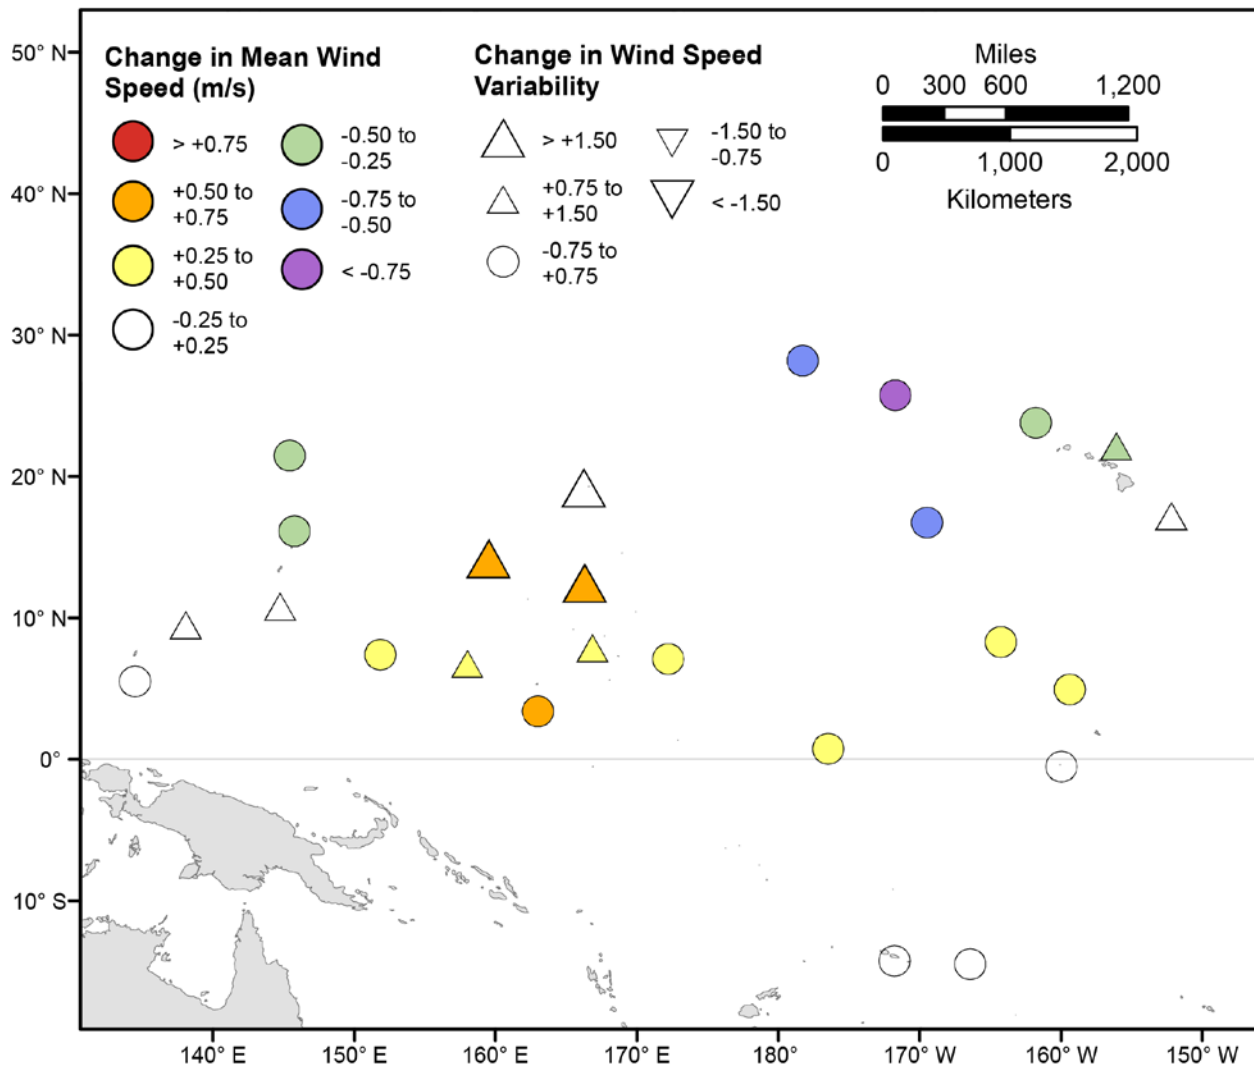 50° N
40° N
30° N
20° N
10° N
0°
10° S
Change in Mean Wind
Speed (m/s)
> +0.75
+0.50 to
+0.75
+0.25 to
+0.50
-0.25 to
+0.25
-0.50 to
-0.25
-0.75 to
-0.50
< -0.75
Change in Wind Speed
Variability
> +1.50
+0.75 to
+1.50
-0.75 to
+0.75
-1.50 to
-0.75
< -1.50
Miles
0 300 600 1,200
0 1,000 2,000
Kilometers
140° E 150° E 160° E 170° E 180° 170° W 160° W 150° W